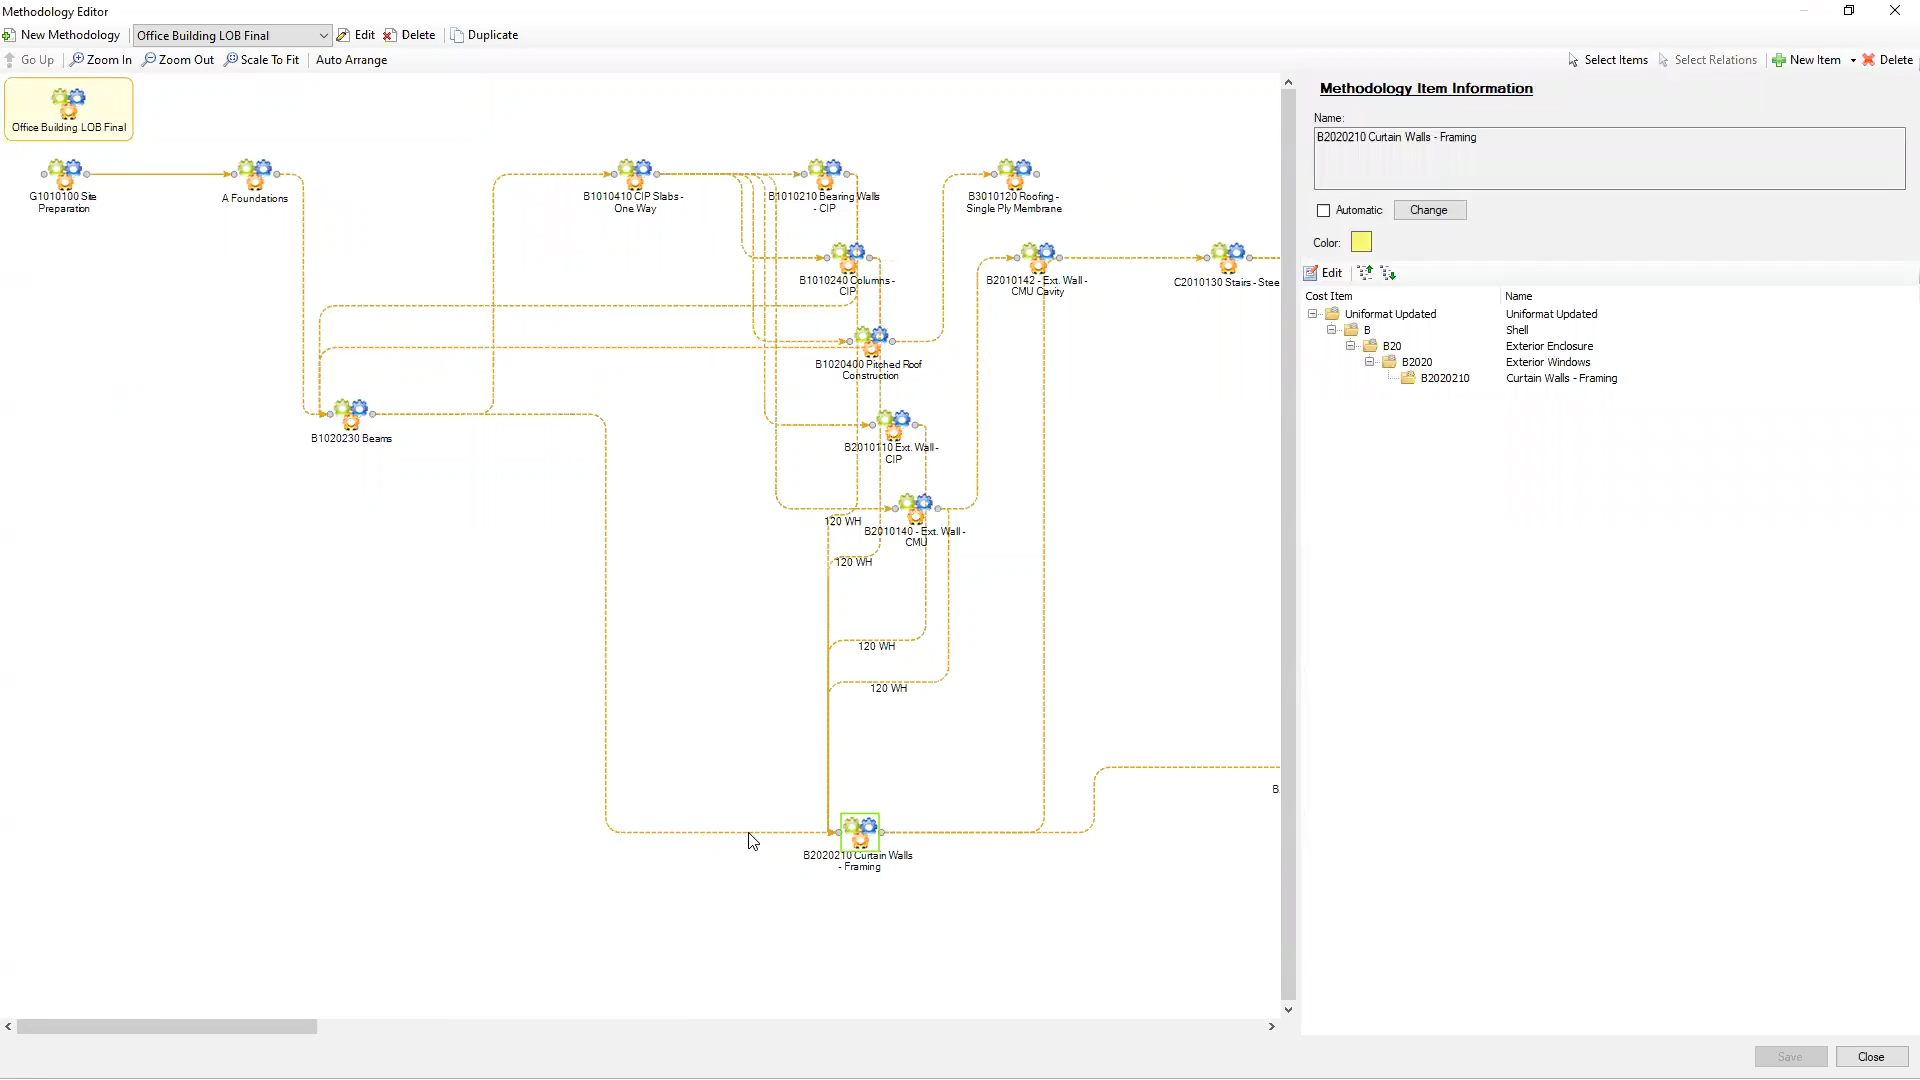 Methodology Editor
New Methodology Office Building LOB Final Edit Delete Duplicate
Go Up Zoom In Zoom Out Scale To Fit Auto Arrange Select Items Select Relations New Item Delete
Office Building LOB Final
G1010100 Site
Preparation
A Foundations
B1010410 CIP Slabs -
One Way
B1010210 Bearing Walls
- CIP
B3010120 Roofing -
Single Ply Membrane
B1010240 Columns -
CIP
B2010142 - Ext. Wall -
CMU Cavity
C2010130 Stairs - Stee
B1020400 Pitched Roof
Construction
B1020230 Beams
B2010110 Ext. Wall -
CIP
120 WH
B2010140 - Ext. Wall -
CMU
120 WH
120 WH
120 WH
B
B2020210 Curtain Walls
- Framing
Methodology Item Information
Name:
B2020210 Curtain Walls - Framing
Automatic Change
Color:
Edit
Cost Item Name
Uniformat Updated Uniformat Updated
B Shell
B20 Exterior Enclosure
B2020 Exterior Windows
B2020210 Curtain Walls - Framing
Save Close